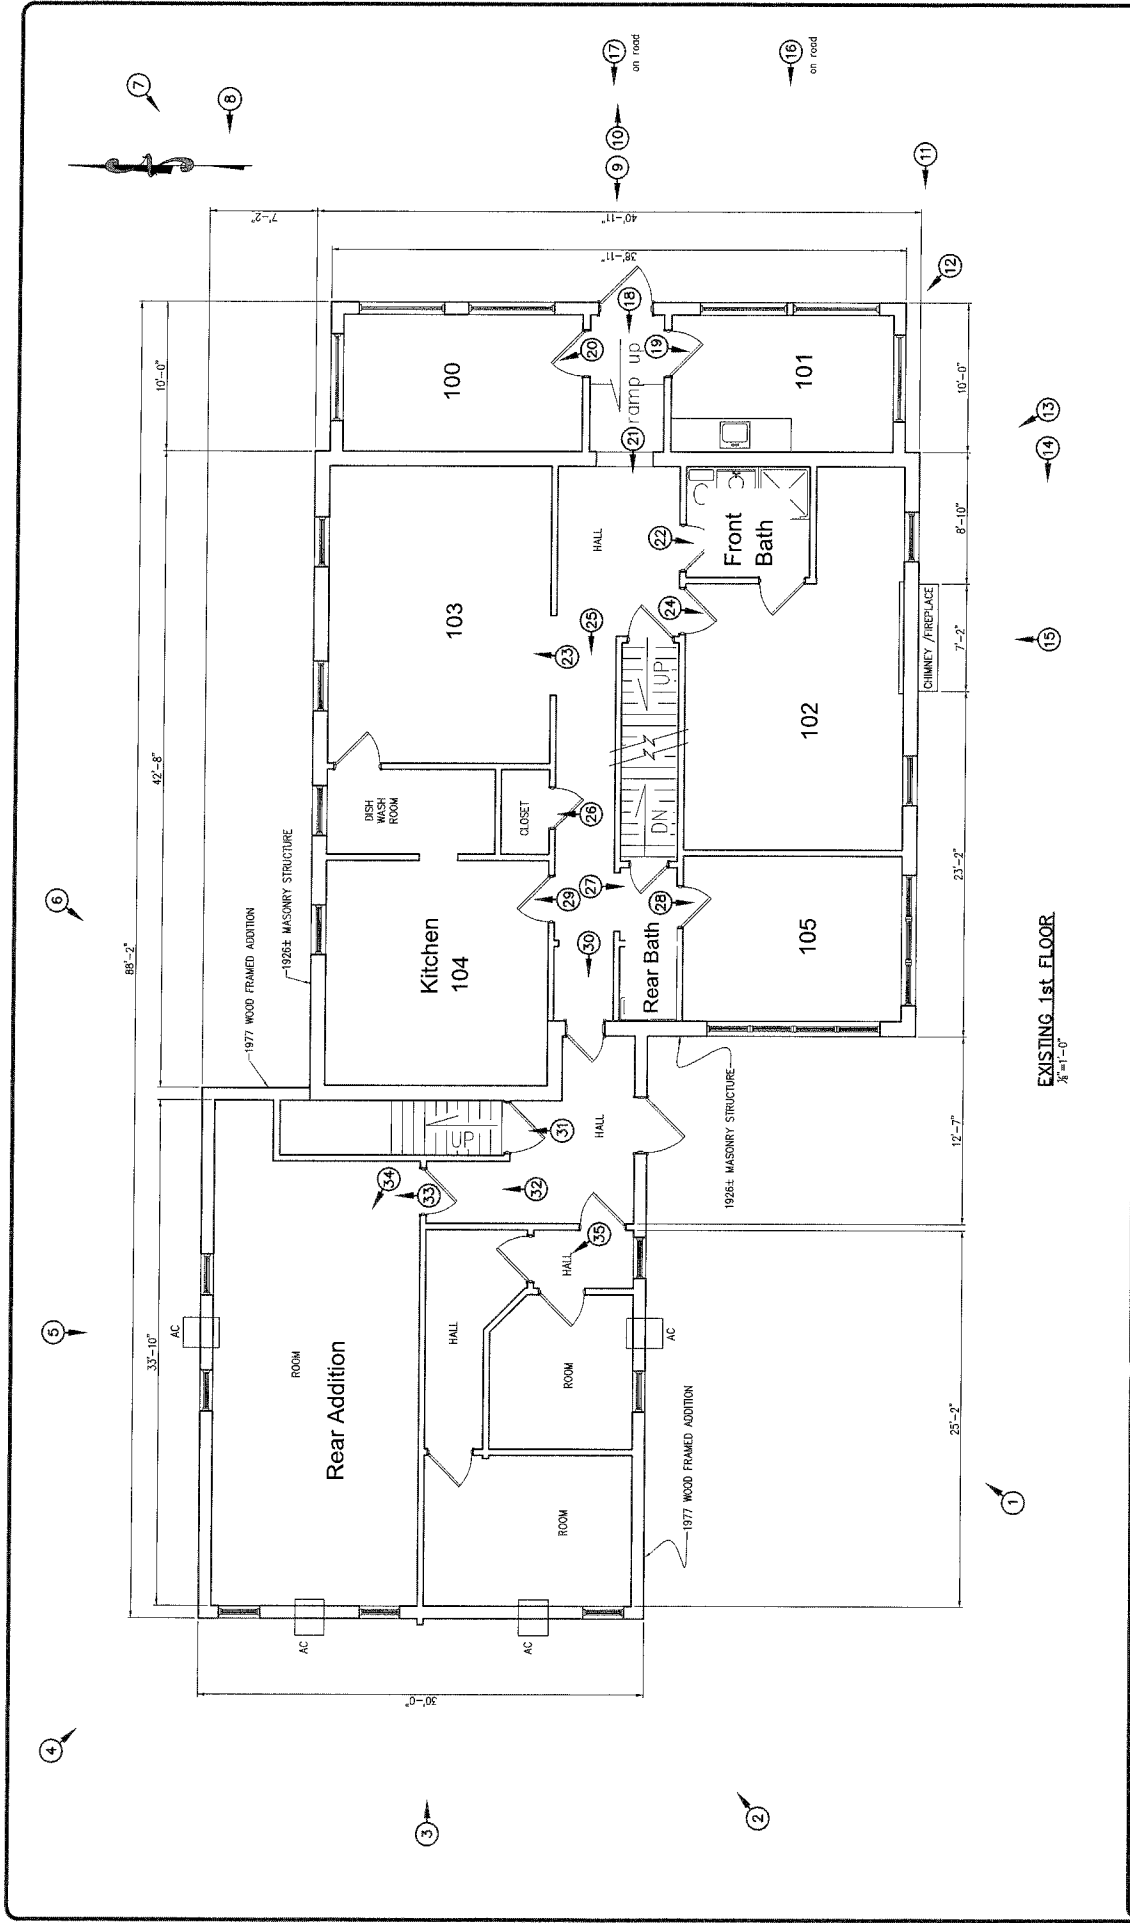 4
5
6
7
8
88'-2"
33'-10"
42'-8"
10'-0"
7'-2"
40'-11"
38'-11"
30'-0"
1977 WOOD FRAMED ADDITION
1926± MASONRY STRUCTURE
AC
AC
AC
AC
ROOM
Rear Addition
34
33
UP
31
32
HALL
HALL
HALL
35
ROOM
ROOM
Kitchen
104
DISH
WASH
ROOM
CLOSET
103
100
29
26
23
20
30
27
25
HALL
21
ramp up
18
19
9
10
17
on road
16
on road
Rear Bath
28
DN
UP
24
22
Front
Bath
101
105
102
CHIMNEY /FIREPLACE
1926± MASONRY STRUCTURE
1977 WOOD FRAMED ADDITION
25'-2"
12'-7"
23'-2"
7'-2"
8'-10"
10'-0"
3
2
1
15
14
13
12
11
EXISTING 1st FLOOR
⅛"=1'-0"